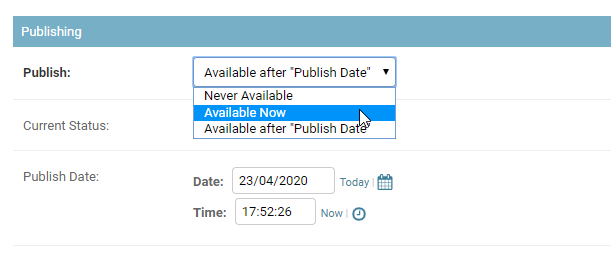 Publishing
Publish: Available after "Publish Date"
Never Available
Available Now
Current Status: Available after "Publish Date"
Publish Date: Date: 23/04/2020 Today |
Time: 17:52:26 Now |